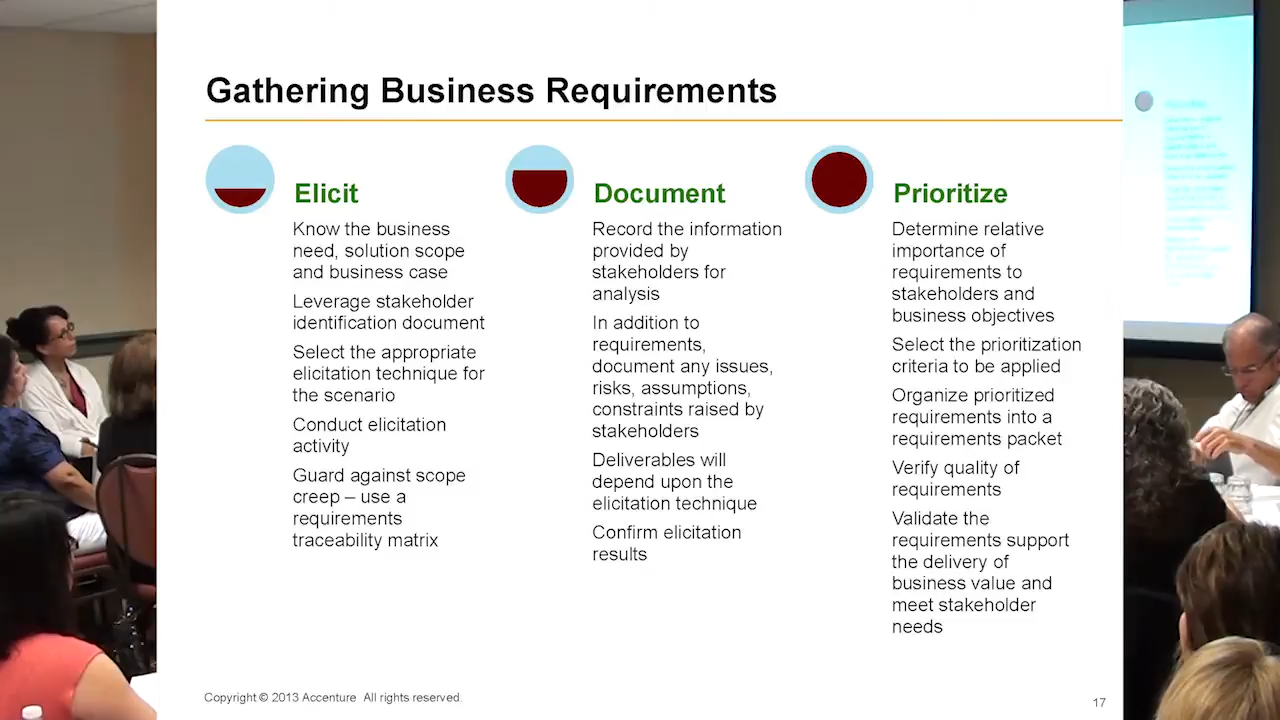 Gathering Business Requirements
Elicit
Know the business
need, solution scope
and business case
Leverage stakeholder
identification document
Select the appropriate
elicitation technique for
the scenario
Conduct elicitation
activity
Guard against scope
creep – use a
requirements
traceability matrix
Document
Record the information
provided by
stakeholders for
analysis
In addition to
requirements,
document any issues,
risks, assumptions,
constraints raised by
stakeholders
Deliverables will
depend upon the
elicitation technique
Confirm elicitation
results
Prioritize
Determine relative
importance of
requirements to
stakeholders and
business objectives
Select the prioritization
criteria to be applied
Organize prioritized
requirements into a
requirements packet
Verify quality of
requirements
Validate the
requirements support
the delivery of
business value and
meet stakeholder
needs
Copyright © 2013 Accenture All rights reserved.
17